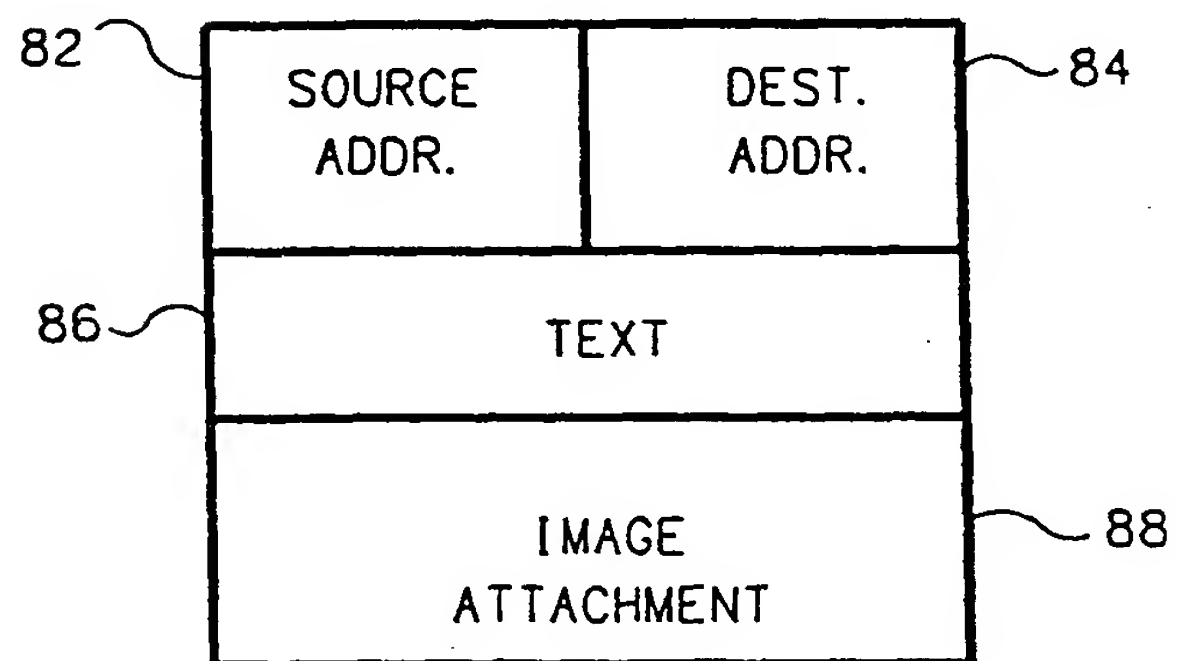 82
SOURCE
ADDR.
DEST.
ADDR.
84
86
TEXT
IMAGE
ATTACHMENT
88